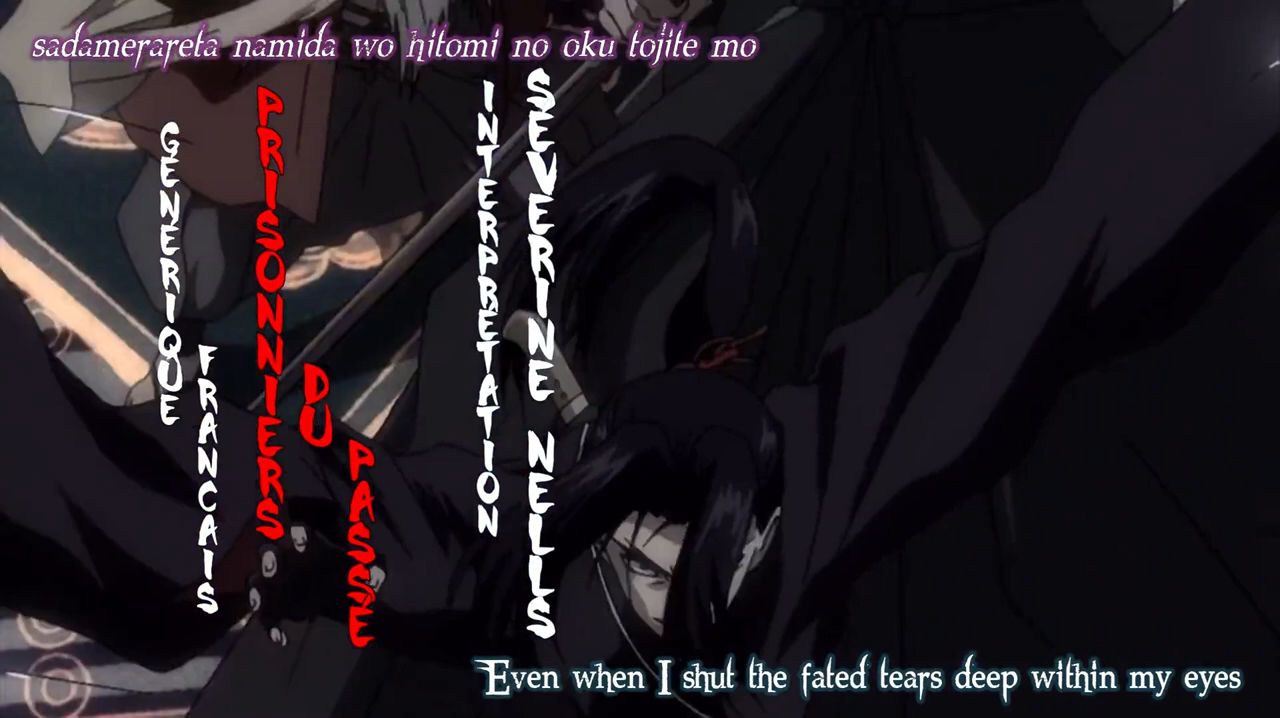 sadamerareta namida wo hitomi no oku tojite mo
GENERIQUE
FRANCAIS
PRISONNIERS
DU
PASSE
INTERPRETATION
SEVERINE NELLS
Even when I shut the fated tears deep within my eyes